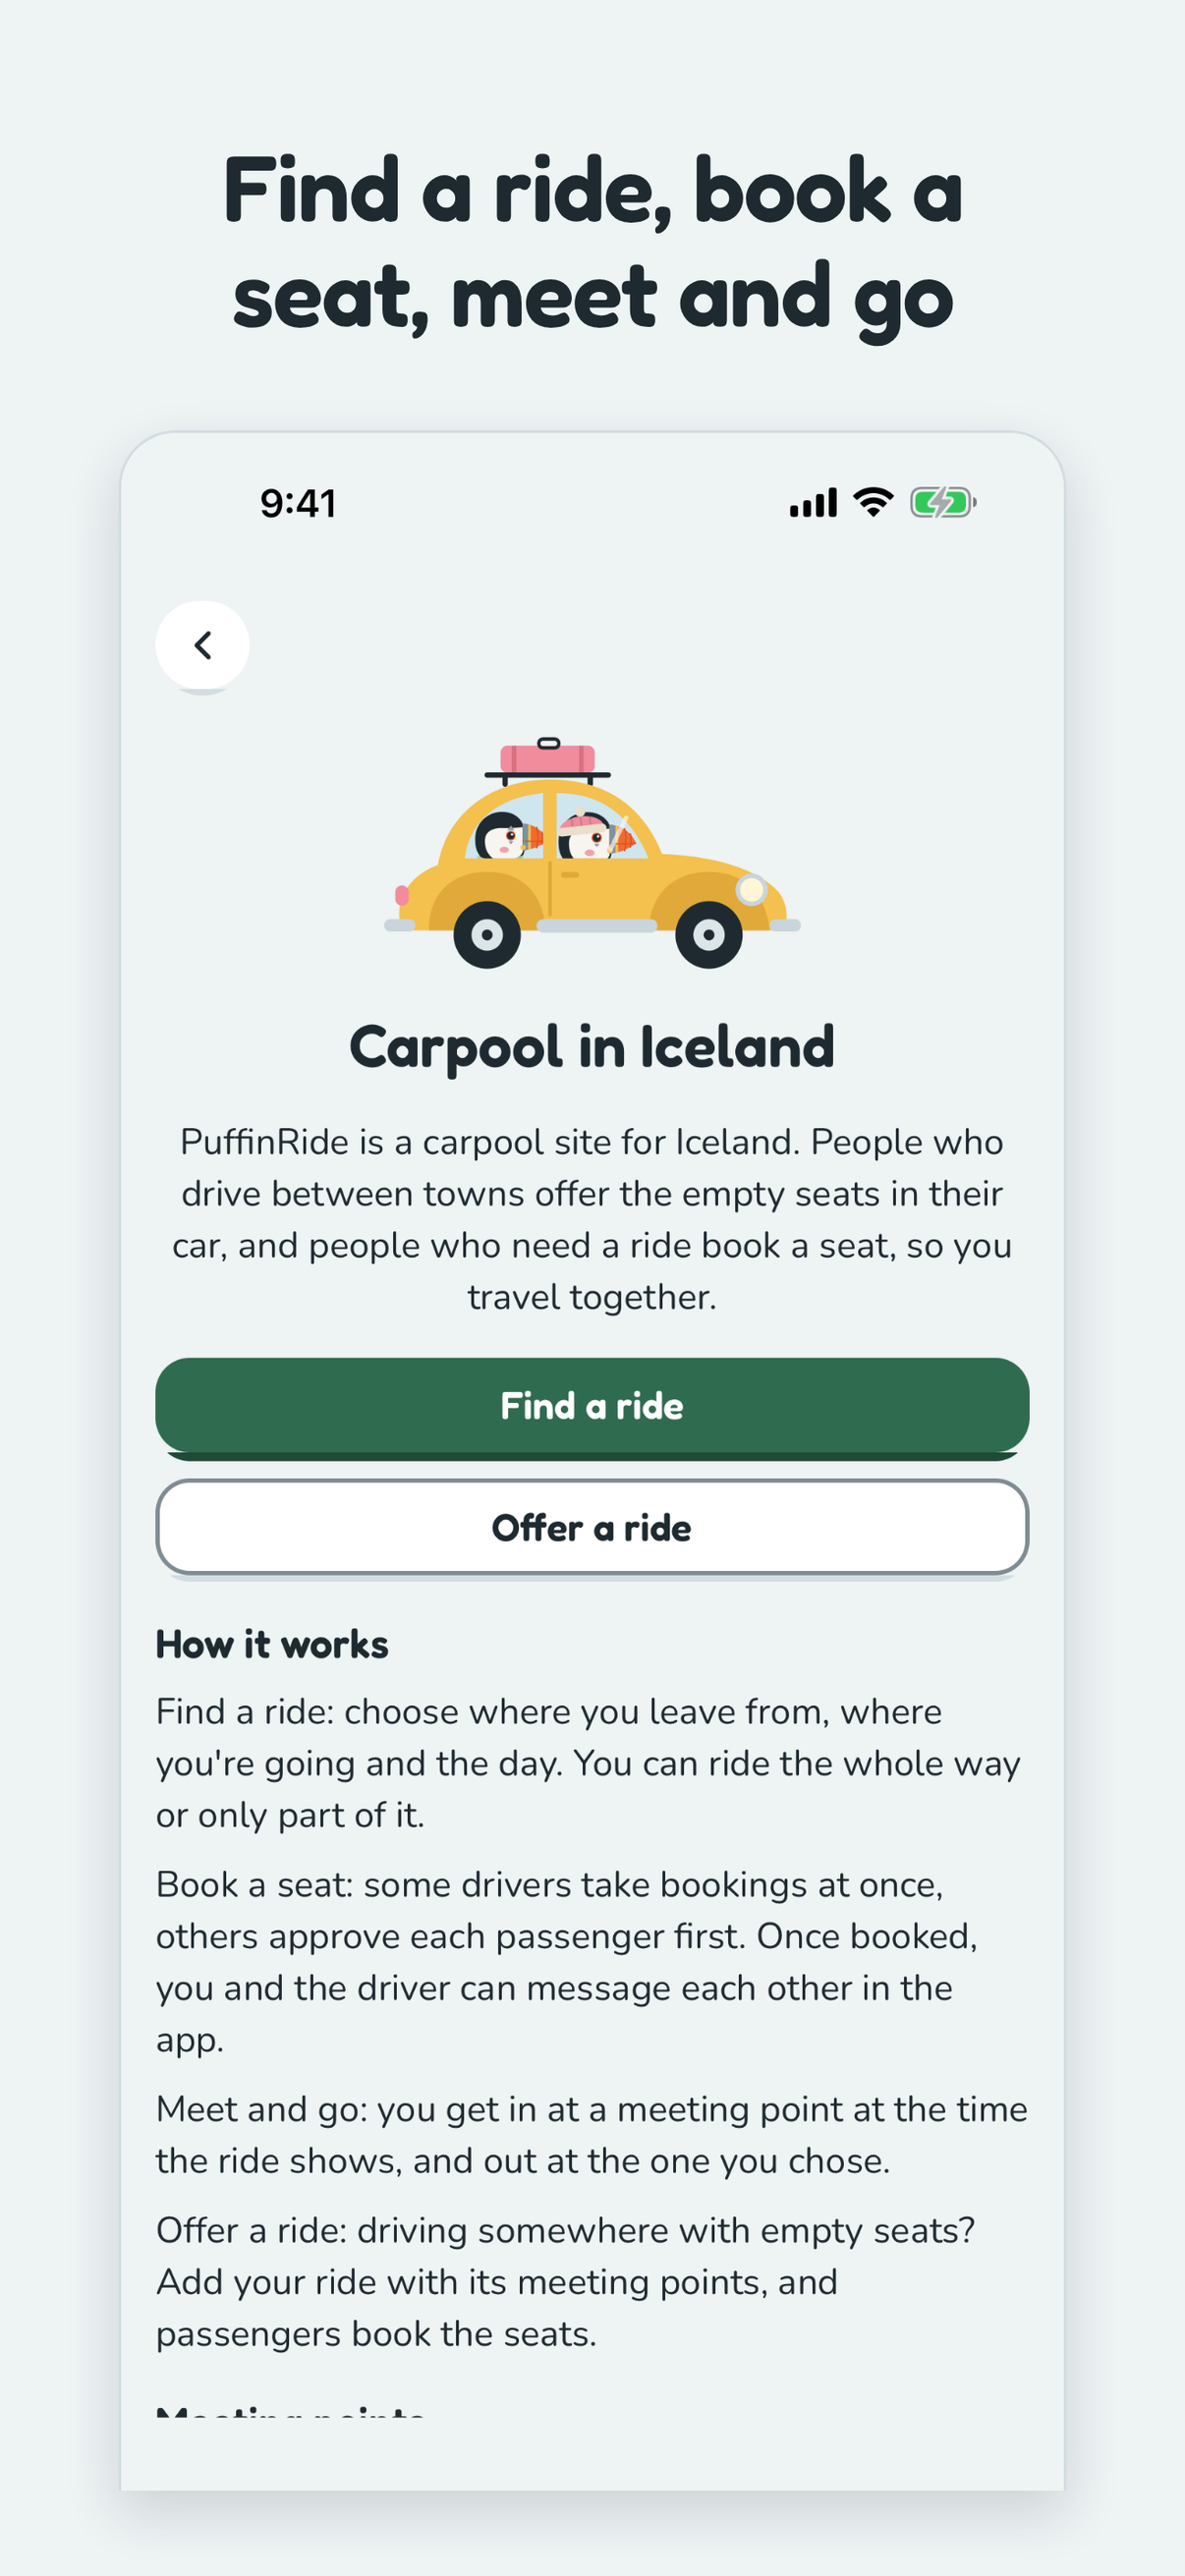 Find a ride, book a
seat, meet and go
9:41
Carpool in Iceland
PuffinRide is a carpool site for Iceland. People who
drive between towns offer the empty seats in their
car, and people who need a ride book a seat, so you
travel together.
Find a ride
Offer a ride
How it works
Find a ride: choose where you leave from, where
you're going and the day. You can ride the whole way
or only part of it.
Book a seat: some drivers take bookings at once,
others approve each passenger first. Once booked,
you and the driver can message each other in the
app.
Meet and go: you get in at a meeting point at the time
the ride shows, and out at the one you chose.
Offer a ride: driving somewhere with empty seats?
Add your ride with its meeting points, and
passengers book the seats.
Meeting points